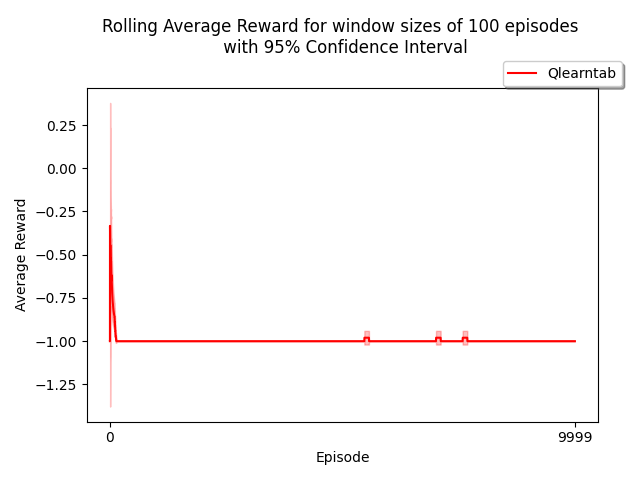 Rolling Average Reward for window sizes of 100 episodes
with 95% Confidence Interval
Qlearntab
Average Reward
0.25
0.00
−0.25
−0.50
−0.75
−1.00
−1.25
0
9999
Episode